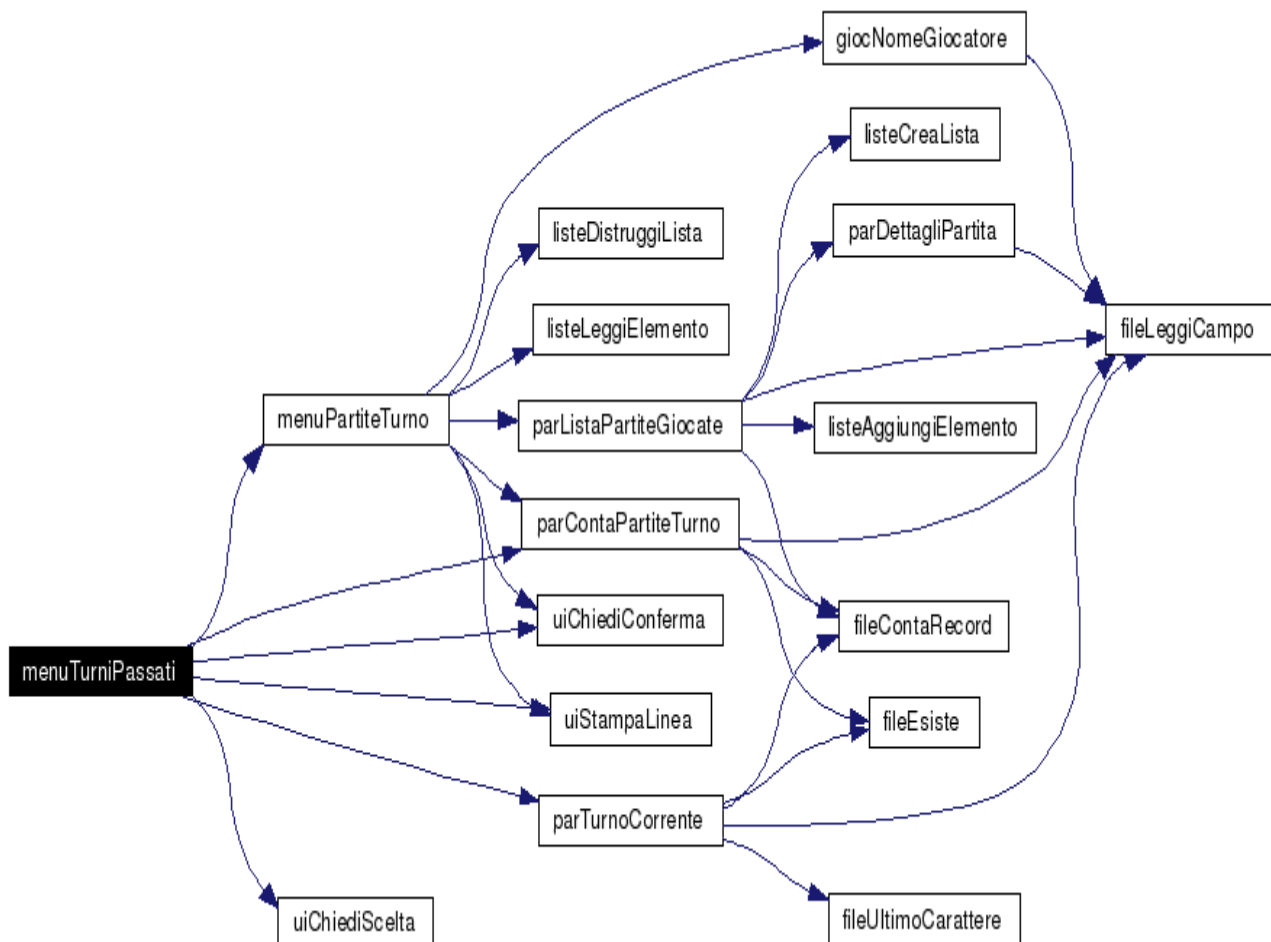 giocNomeGiocatore
listeCreaLista
listeDistruggiLista
parDettagliPartita
listeLeggiElemento
fileLeggiCampo
menuPartiteTurno
parListaPartiteGiocate
listeAggiungiElemento
parContaPartiteTurno
uiChiediConferma
fileContaRecord
menuTurniPassati
uiStampaLinea
fileEsiste
parTurnoCorrente
uiChiediScelta
fileUltimoCarattere